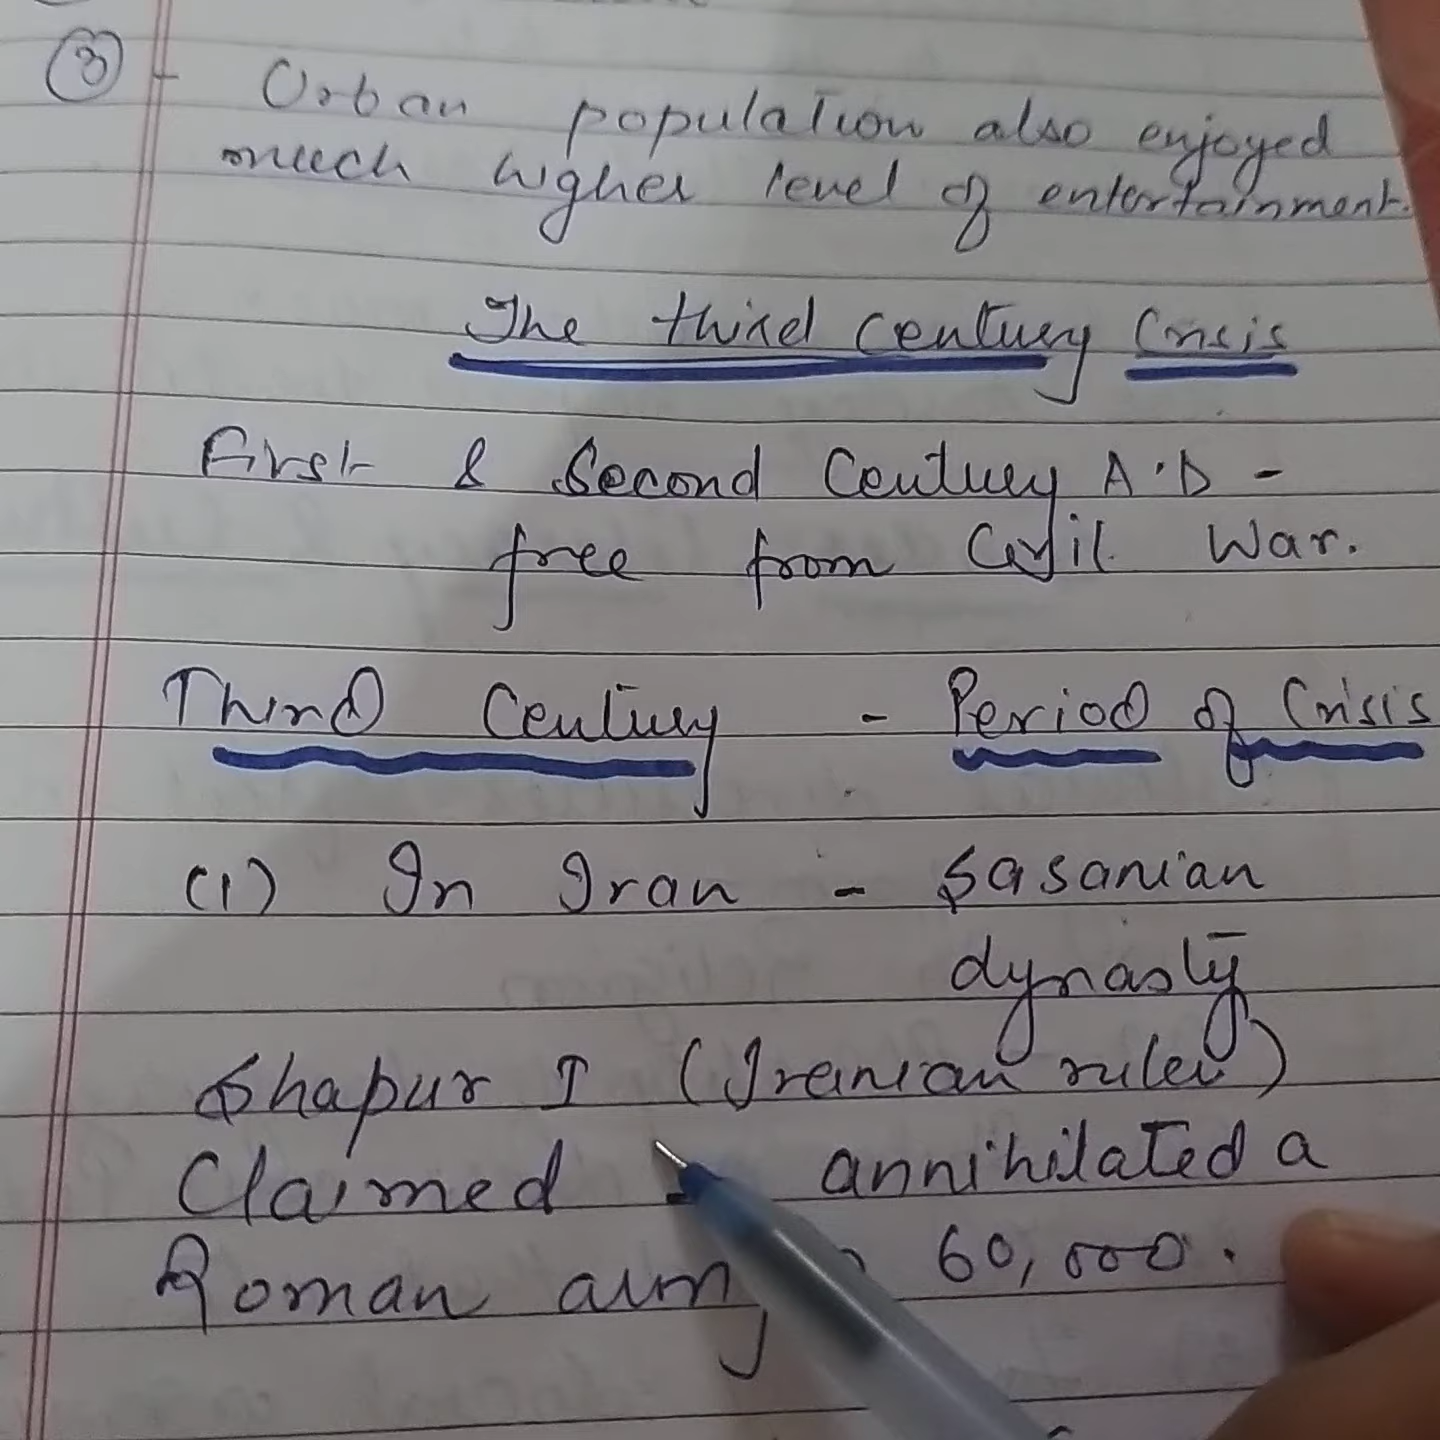 ③ - Urban population also enjoyed
much higher level of entertainment.
The third century Crisis
First & Second Century A.D -
free from Civil War.
Third Century - Period of Crisis
(1) In Iran - Sasanian
dynasty
Shapur I (Iranian ruler)
Claimed - annihilated a
Roman army 60,000.